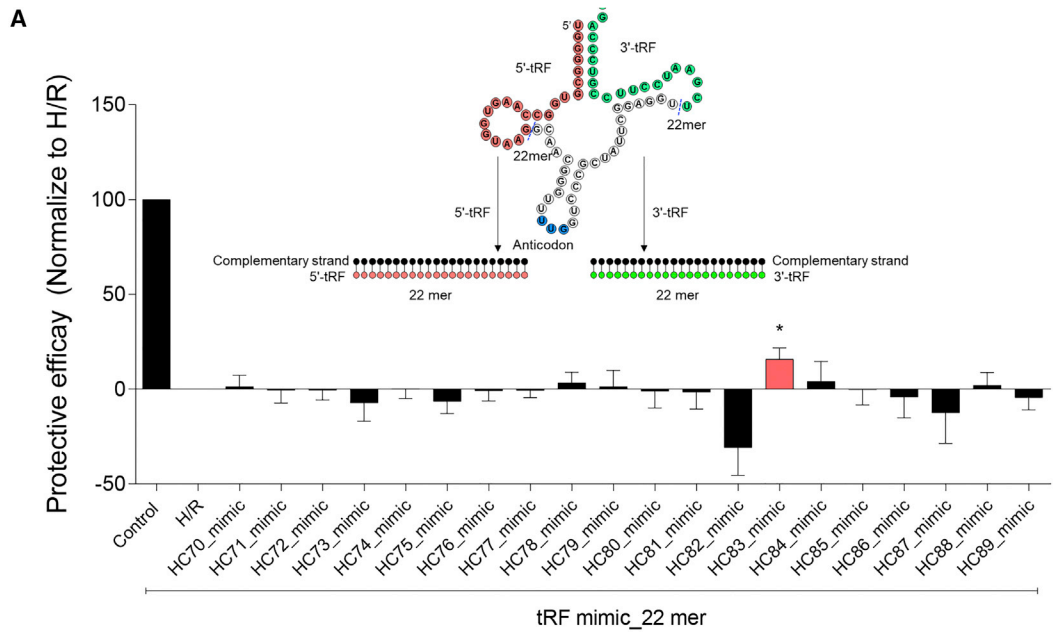 A
Protective efficay (Normalize to H/R)
150
100
50
0
-50
5'
5'-tRF
3'-tRF
22mer
22mer
5'-tRF
3'-tRF
Anticodon
Complementary strand
5'-tRF
22 mer
Complementary strand
3'-tRF
22 mer
*
Control
H/R
HC70_mimic
HC71_mimic
HC72_mimic
HC73_mimic
HC74_mimic
HC75_mimic
HC76_mimic
HC77_mimic
HC78_mimic
HC79_mimic
HC80_mimic
HC81_mimic
HC82_mimic
HC83_mimic
HC84_mimic
HC85_mimic
HC86_mimic
HC87_mimic
HC88_mimic
HC89_mimic
tRF mimic_22 mer